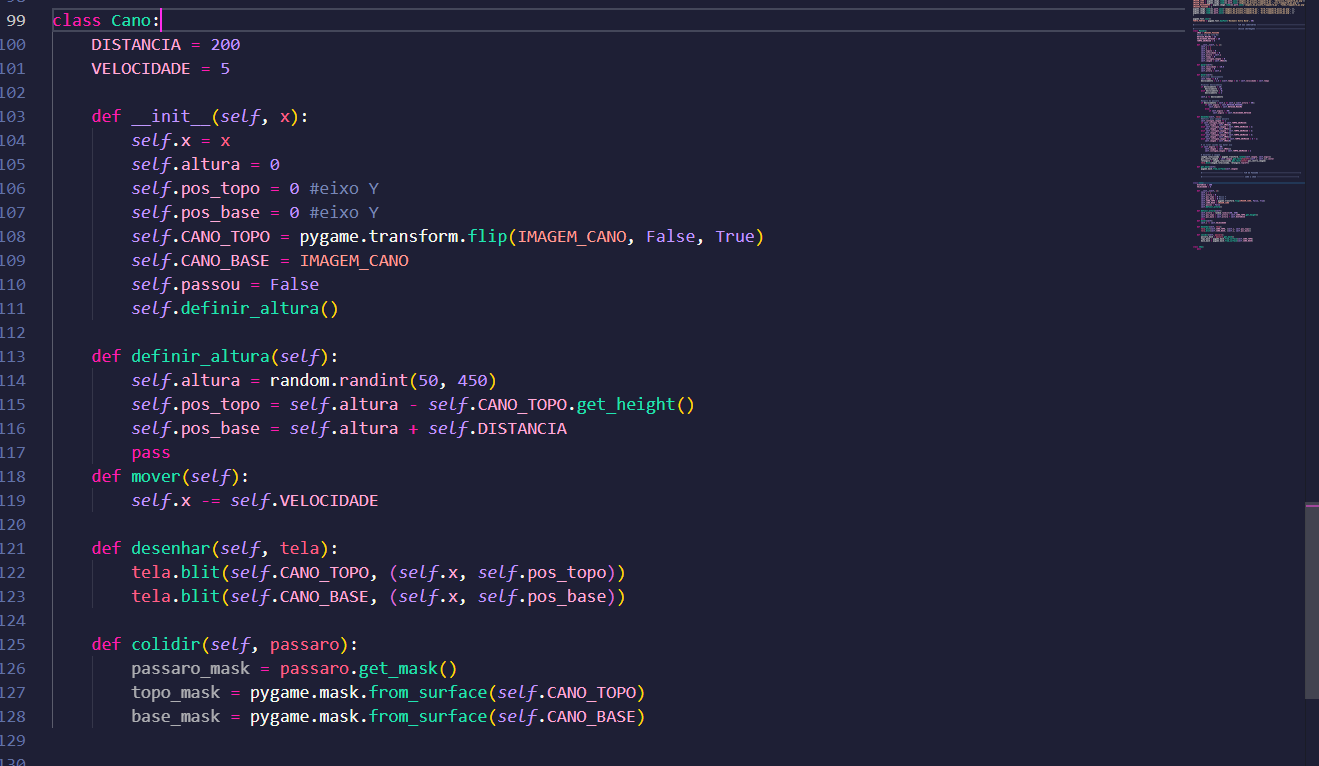 99 class Cano:
100 DISTANCIA = 200
101 VELOCIDADE = 5
102
103 def __init__(self, x):
104 self.x = x
105 self.altura = 0
106 self.pos_topo = 0 #eixo Y
107 self.pos_base = 0 #eixo Y
108 self.CANO_TOPO = pygame.transform.flip(IMAGEM_CANO, False, True)
109 self.CANO_BASE = IMAGEM_CANO
110 self.passou = False
111 self.definir_altura()
112
113 def definir_altura(self):
114 self.altura = random.randint(50, 450)
115 self.pos_topo = self.altura - self.CANO_TOPO.get_height()
116 self.pos_base = self.altura + self.DISTANCIA
117 pass
118 def mover(self):
119 self.x -= self.VELOCIDADE
120
121 def desenhar(self, tela):
122 tela.blit(self.CANO_TOPO, (self.x, self.pos_topo))
123 tela.blit(self.CANO_BASE, (self.x, self.pos_base))
124
125 def colidir(self, passaro):
126 passaro_mask = passaro.get_mask()
127 topo_mask = pygame.mask.from_surface(self.CANO_TOPO)
128 base_mask = pygame.mask.from_surface(self.CANO_BASE)
129
130